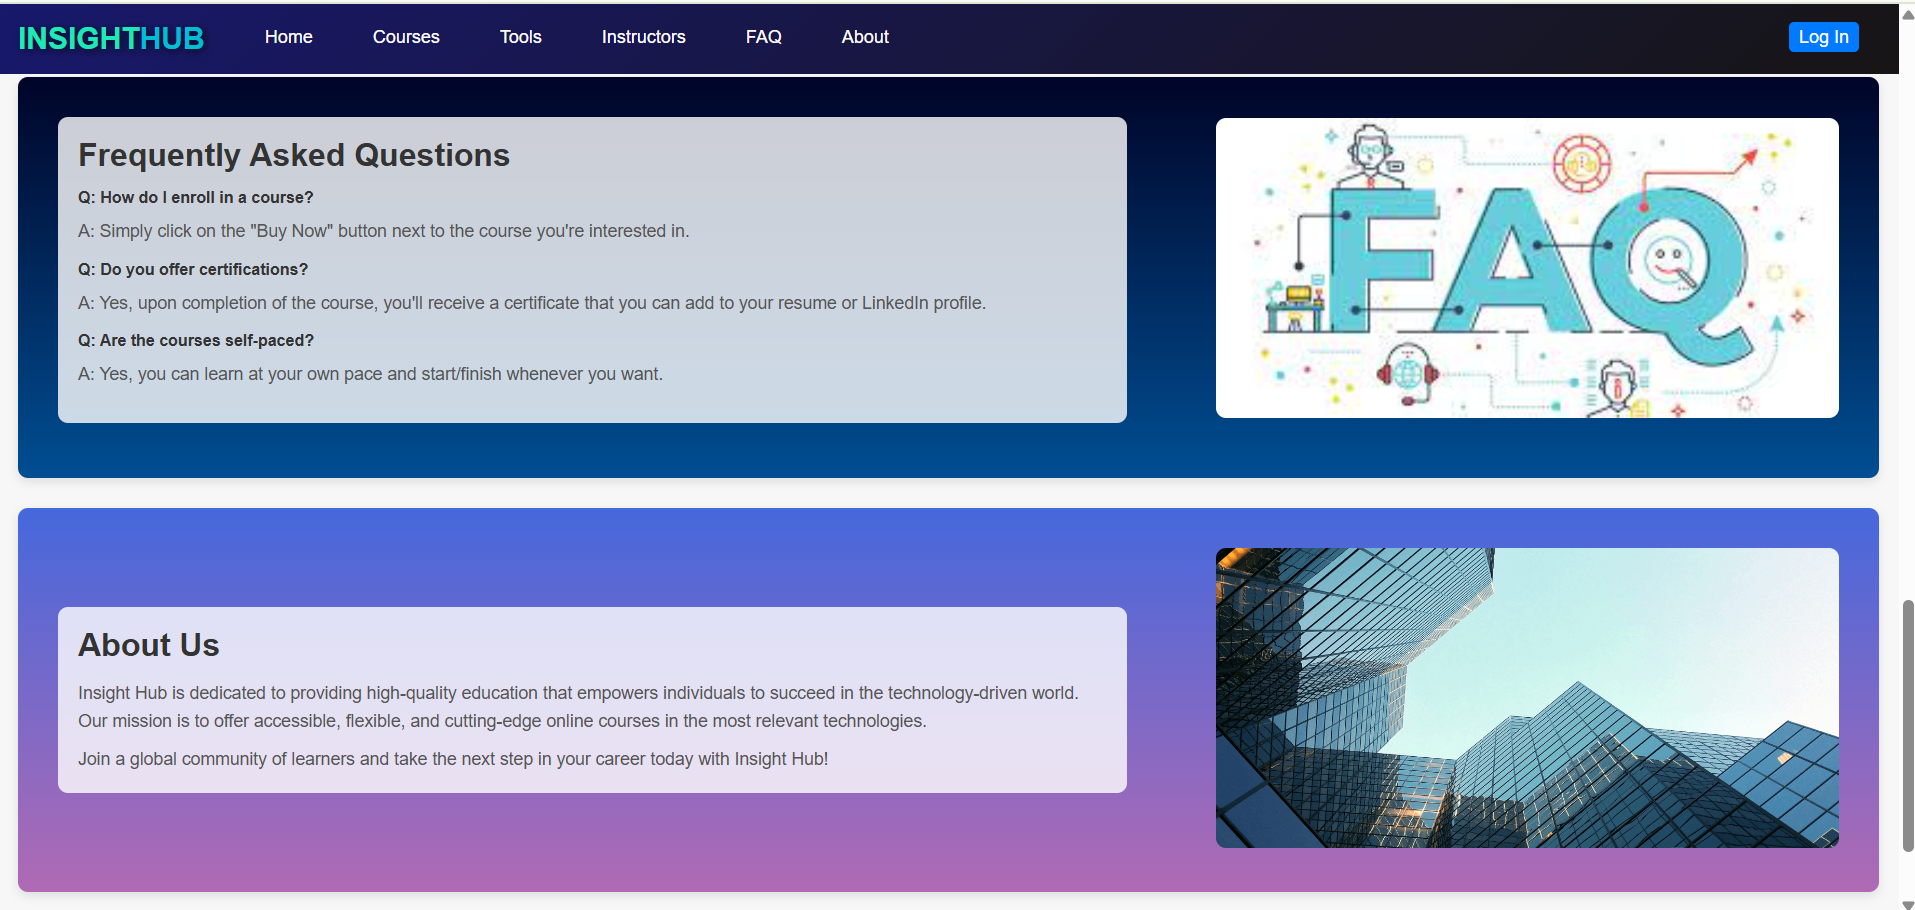 INSIGHTHUB
Home
Courses
Tools
Instructors
FAQ
About
Log In
Frequently Asked Questions
Q: How do I enroll in a course?
A: Simply click on the "Buy Now" button next to the course you're interested in.
Q: Do you offer certifications?
A: Yes, upon completion of the course, you'll receive a certificate that you can add to your resume or LinkedIn profile.
Q: Are the courses self-paced?
A: Yes, you can learn at your own pace and start/finish whenever you want.
FAQ
About Us
Insight Hub is dedicated to providing high-quality education that empowers individuals to succeed in the technology-driven world.
Our mission is to offer accessible, flexible, and cutting-edge online courses in the most relevant technologies.
Join a global community of learners and take the next step in your career today with Insight Hub!